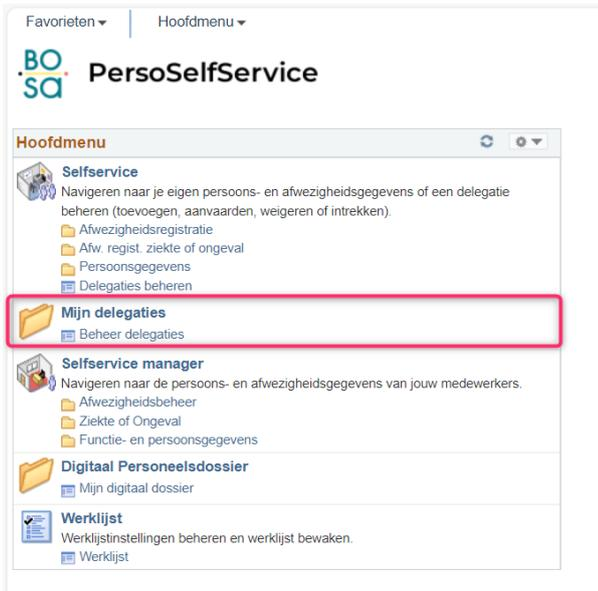 Favorieten
Hoofdmenu
BO
SA
PersoSelfService
Hoofdmenu
Selfservice
Navigeren naar je eigen persoons- en afwezigheidsgegevens of een delegatie
beheren (toevoegen, aanvaarden, weigeren of intrekken).
Afwezigheidsregistratie
Afw. regist. ziekte of ongeval
Persoonsgegevens
Delegaties beheren
Mijn delegaties
Beheer delegaties
Selfservice manager
Navigeren naar de persoons- en afwezigheidsgegevens van jouw medewerkers.
Afwezigheidsbeheer
Ziekte of Ongeval
Functie- en persoonsgegevens
Digitaal Personeelsdossier
Mijn digitaal dossier
Werklijst
Werklijstinstellingen beheren en werklijst bewaken.
Werklijst